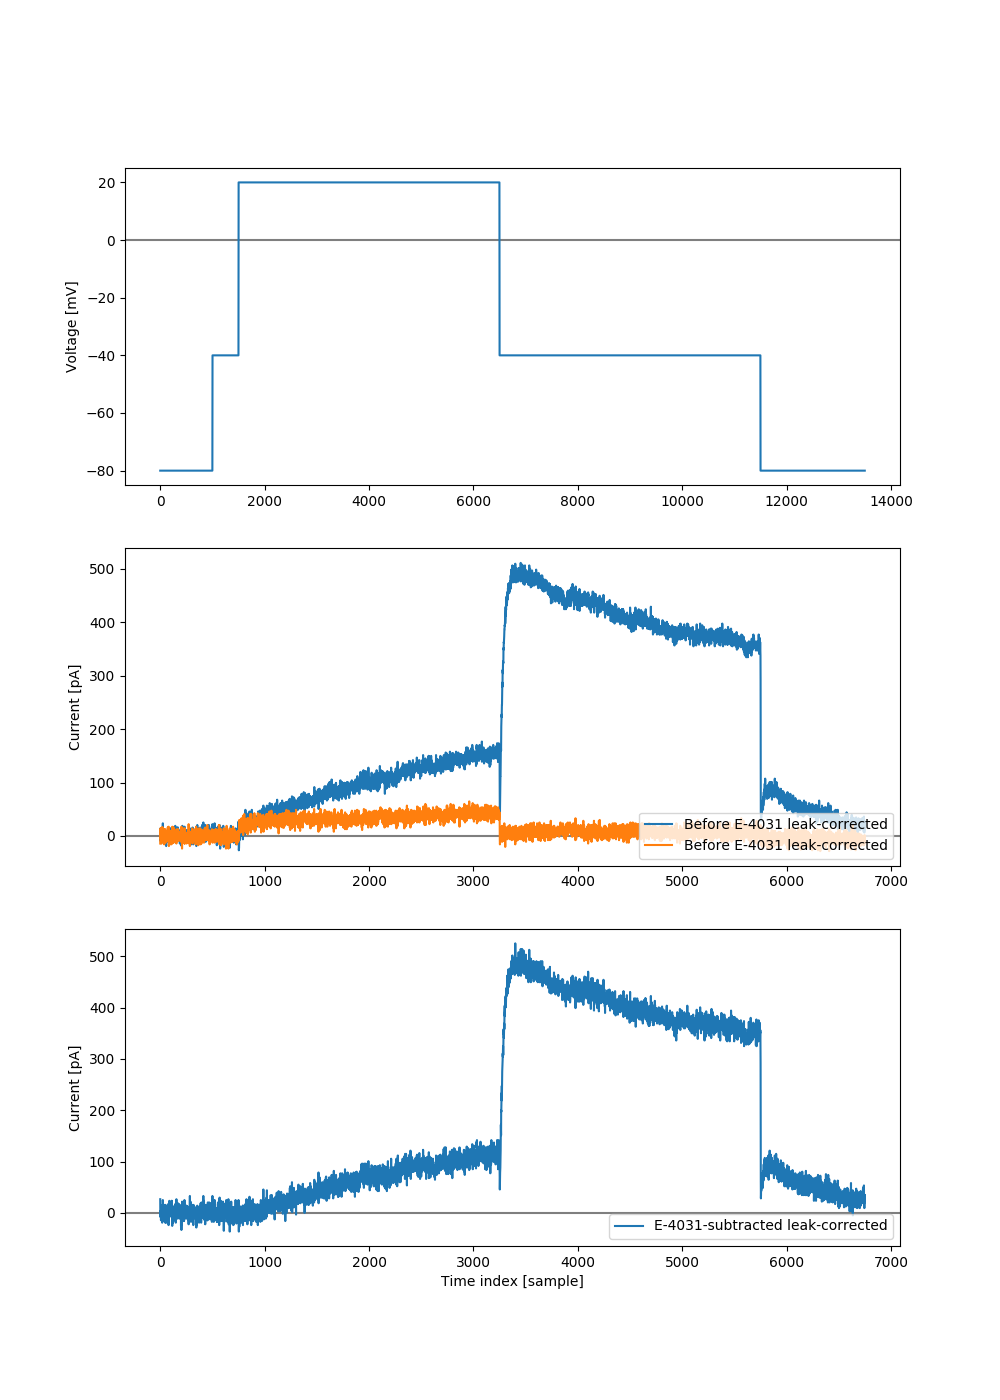 20
0
−20
−40
−60
−80
Voltage [mV]
0 2000 4000 6000 8000 10000 12000 14000
500
400
300
200
100
0
Current [pA]
Before E-4031 leak-corrected
Before E-4031 leak-corrected
0 1000 2000 3000 4000 5000 6000 7000
500
400
300
200
100
0
Current [pA]
E-4031-subtracted leak-corrected
0 1000 2000 3000 4000 5000 6000 7000
Time index [sample]